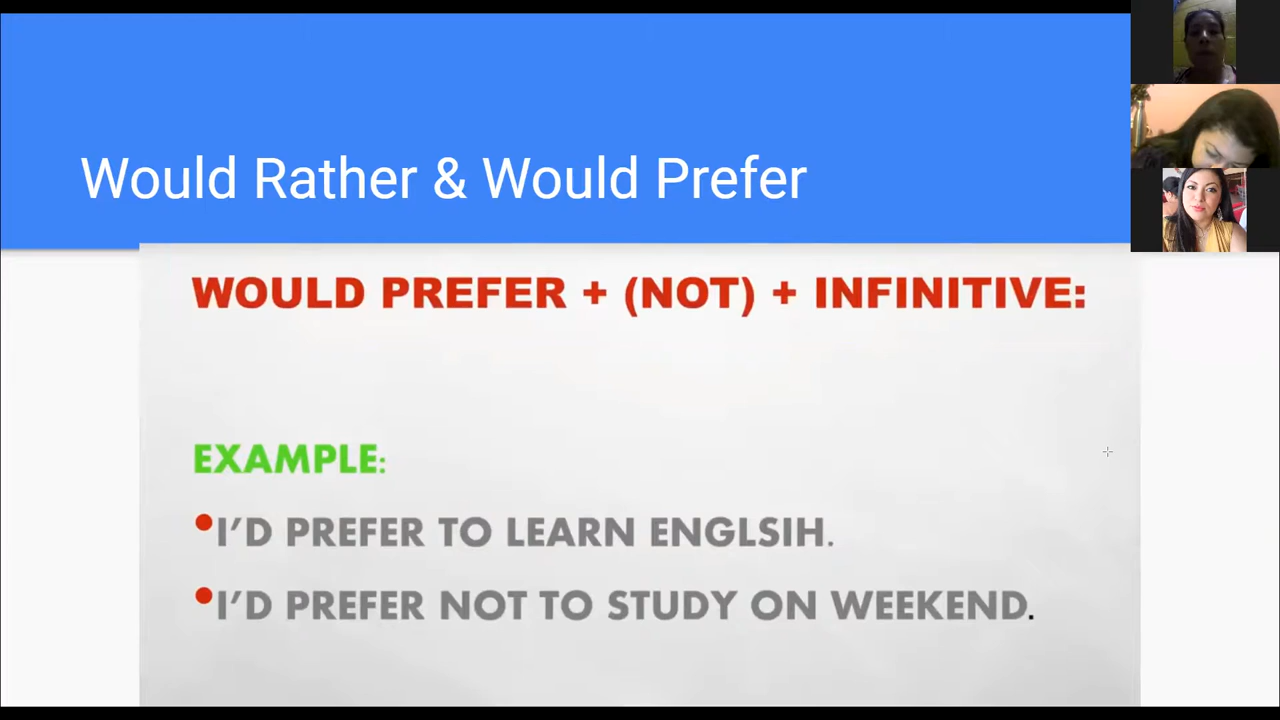 Would Rather & Would Prefer
WOULD PREFER + (NOT) + INFINITIVE:
EXAMPLE:
•I'D PREFER TO LEARN ENGLSIH.
•I'D PREFER NOT TO STUDY ON WEEKEND.